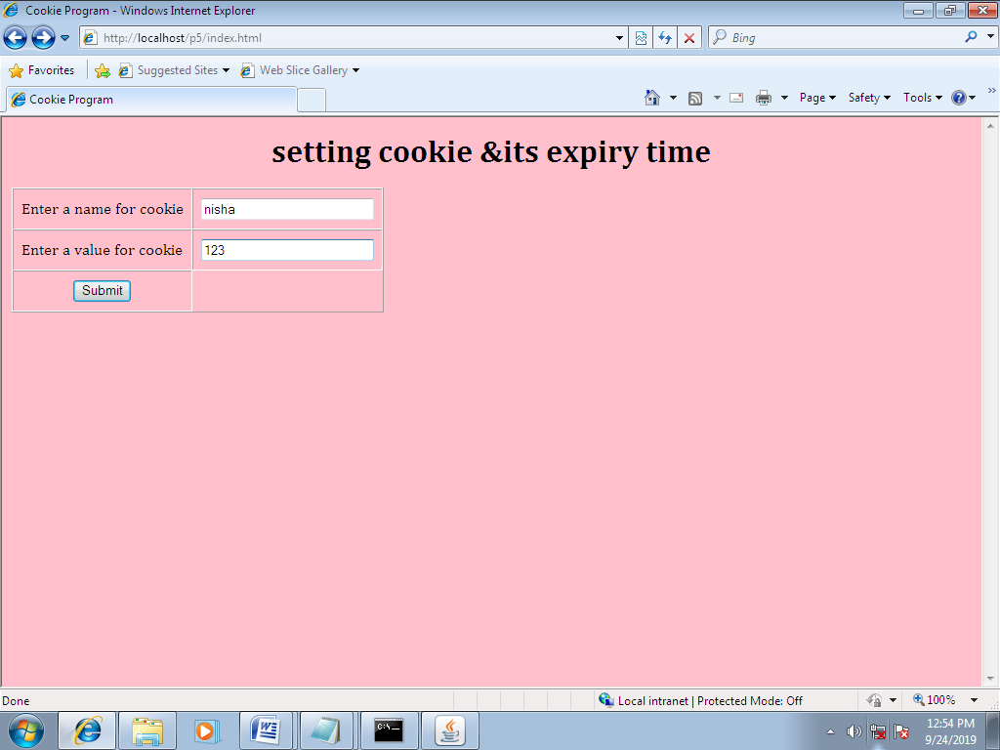 Cookie Program - Windows Internet Explorer
http://localhost/p5/index.html
Bing
Favorites Suggested Sites Web Slice Gallery
Cookie Program
Page Safety Tools
setting cookie &its expiry time
Enter a name for cookie nisha
Enter a value for cookie 123
Submit
Done Local intranet | Protected Mode: Off 100%
12:54 PM
9/24/2019